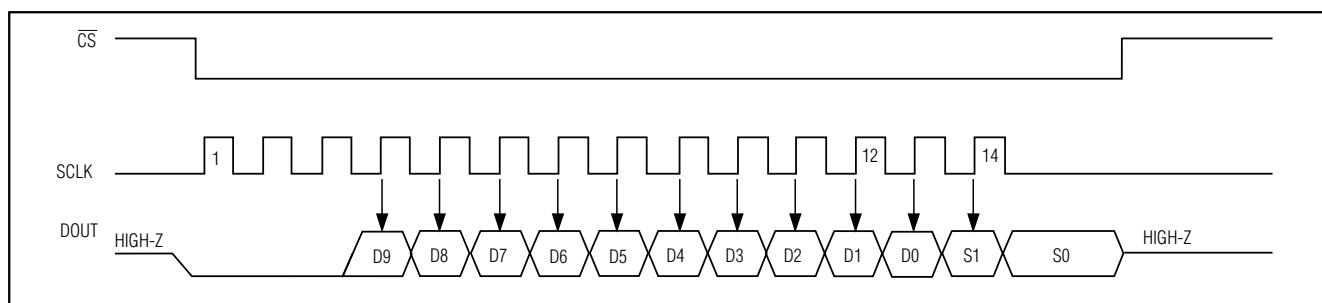 CS
1 12 14
SCLK
DOUT
HIGH-Z D9 D8 D7 D6 D5 D4 D3 D2 D1 D0 S1 S0 HIGH-Z